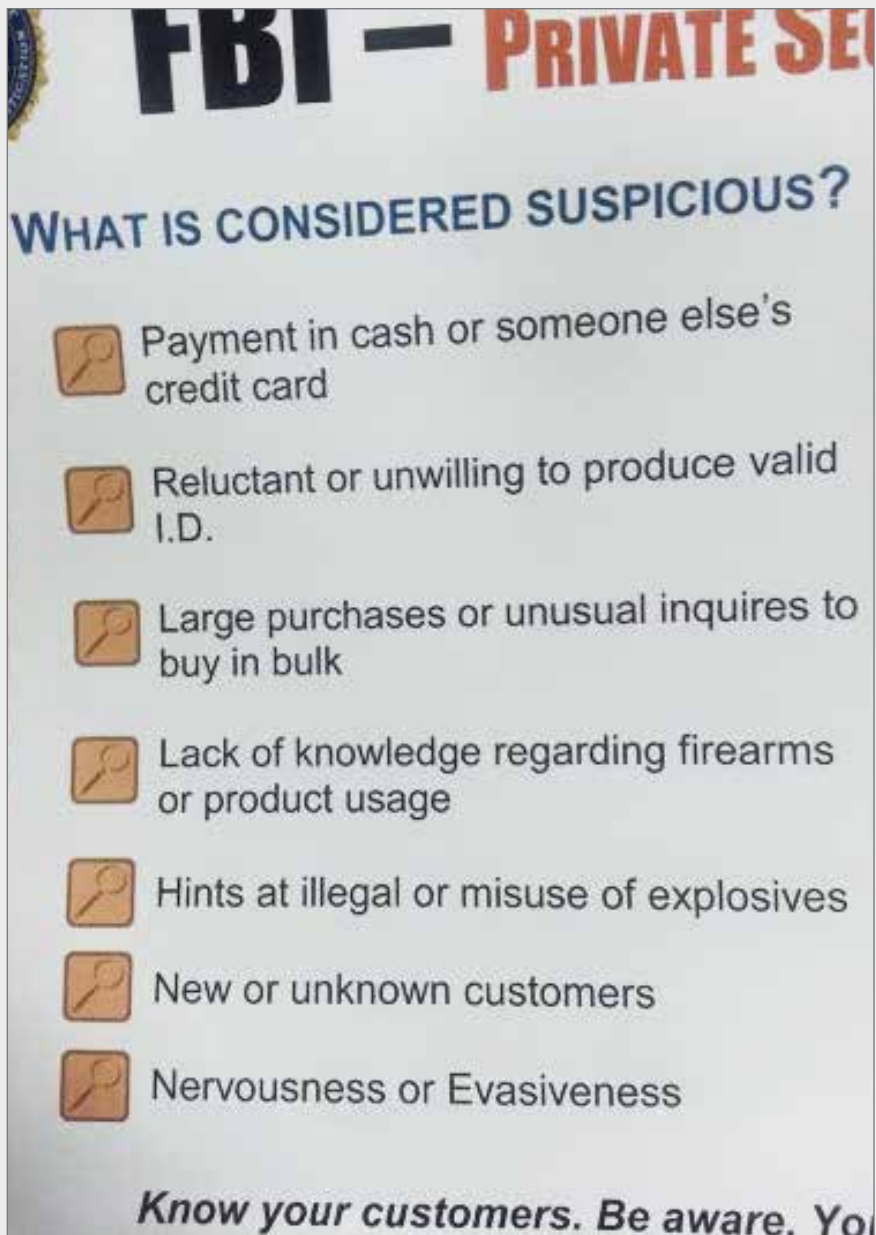 FBI – PRIVATE
WHAT IS CONSIDERED SUSPICIOUS?
Payment in cash or someone else's
credit card
Reluctant or unwilling to produce valid
I.D.
Large purchases or unusual inquires to
buy in bulk
Lack of knowledge regarding firearms
or product usage
Hints at illegal or misuse of explosives
New or unknown customers
Nervousness or Evasiveness
Know your customers. Be aware.